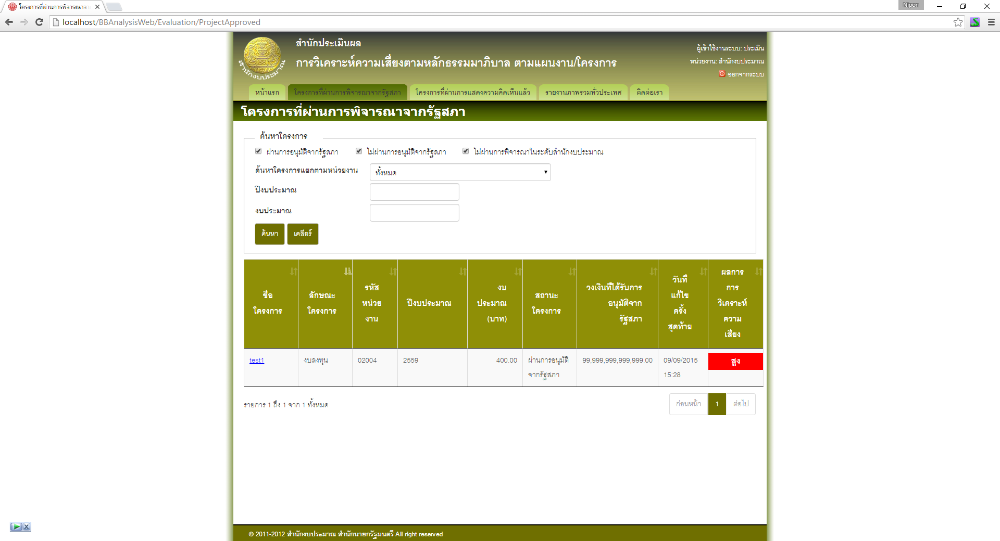 โครงการที่ผ่านการพิจารณาจา
Nipon
localhost/BBAnalysisWeb/Evaluation/ProjectApproved
สำนักงบประมาณ
สำนักประเมินผล
การวิเคราะห์ความเสี่ยงตามหลักธรรมมาภิบาล ตามแผนงาน/โครงการ
ผู้เข้าใช้งานระบบ: ประเมิน
หน่วยงาน: สำนักงบประมาณ
ออกจากระบบ
หน้าแรก
โครงการที่ผ่านการพิจารณาจากรัฐสภา
โครงการที่ผ่านการแสดงความคิดเห็นแล้ว
รายงานภาพรวมทั่วประเทศ
ติดต่อเรา
โครงการที่ผ่านการพิจารณาจากรัฐสภา
ค้นหาโครงการ
ผ่านการอนุมัติจากรัฐสภา
ไม่ผ่านการอนุมัติจากรัฐสภา
ไม่ผ่านการพิจารณาในระดับสำนักงบประมาณ
ค้นหาโครงการแยกตามหน่วยงาน
ทั้งหมด
ปีงบประมาณ
งบประมาณ
ค้นหา
เคลียร์
ชื่อ
โครงการ
ลักษณะ
โครงการ
รหัส
หน่วย
งาน
ปีงบประมาณ
งบ
ประมาณ
(บาท)
สถานะ
โครงการ
วงเงินที่ได้รับการ
อนุมัติจาก
รัฐสภา
วันที่
แก้ไข
ครั้ง
สุดท้าย
ผลการ
การ
วิเคราะห์
ความ
เสี่ยง
test1
งบลงทุน
02004
2559
400.00
ผ่านการอนุมัติ
จากรัฐสภา
99,999,999,999,999.00
09/09/2015
15:28
สูง
รายการ 1 ถึง 1 จาก 1 ทั้งหมด
ก่อนหน้า
1
ต่อไป
© 2011-2012 สำนักงบประมาณ สำนักนายกรัฐมนตรี All right reserved